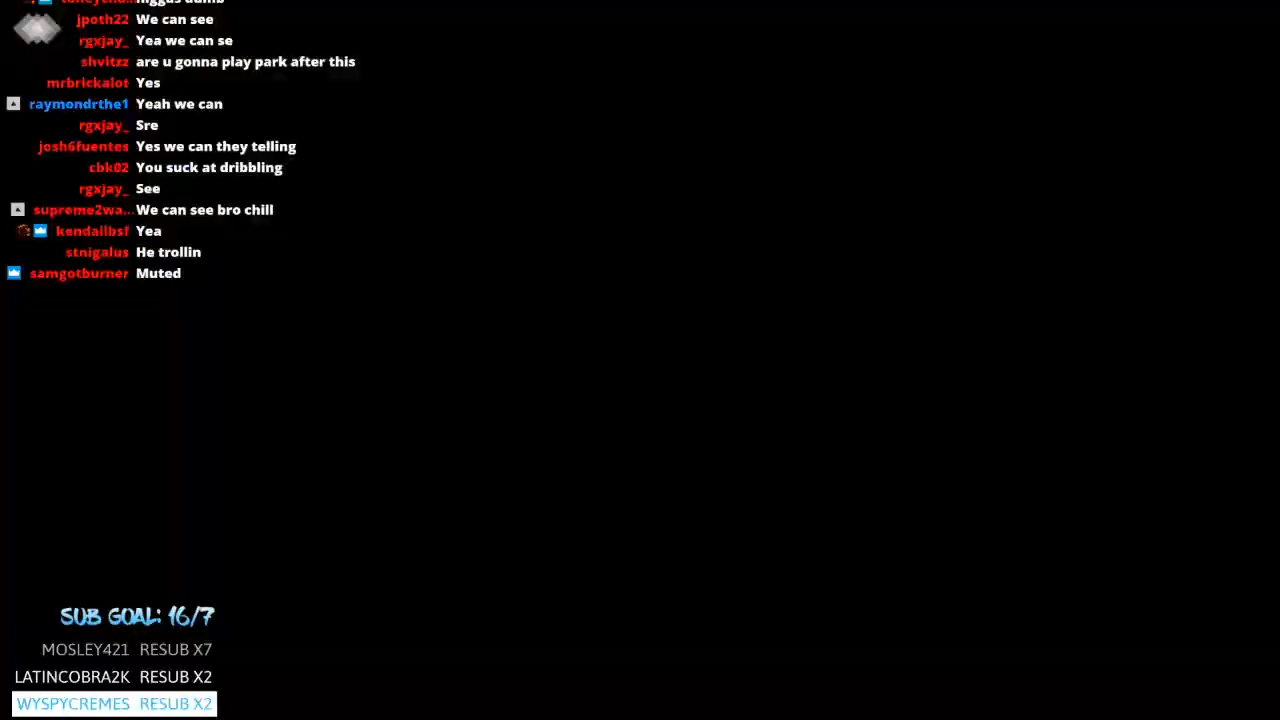 jpoth22 We can see
rgxjay_ Yea we can se
shvitzz are u gonna play park after this
mrbrickalot Yes
raymondrthe1 Yeah we can
rgxjay_ Sre
josh6fuentes Yes we can they telling
cbk02 You suck at dribbling
rgxjay_ See
supreme2wa... We can see bro chill
kendallbsf Yea
stnigalus He trollin
samgotburner Muted
SUB GOAL: 16/7
MOSLEY421 RESUB X7
LATINCOBRA2K RESUB X2
WYSPYCREMES RESUB X2